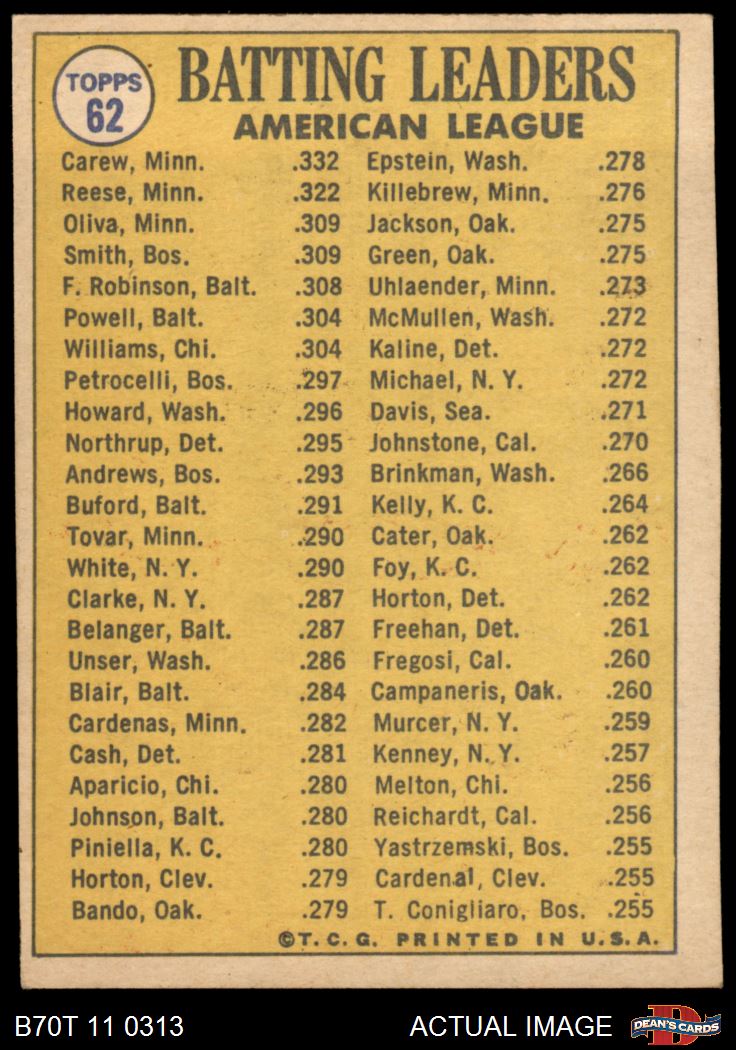 TOPPS
62
BATTING LEADERS
AMERICAN LEAGUE
Carew, Minn. .332
Reese, Minn. .322
Oliva, Minn. .309
Smith, Bos. .309
F. Robinson, Balt. .308
Powell, Balt. .304
Williams, Chi. .304
Petrocelli, Bos. .297
Howard, Wash. .296
Northrup, Det. .295
Andrews, Bos. .293
Buford, Balt. .291
Tovar, Minn. .290
White, N. Y. .290
Clarke, N. Y. .287
Belanger, Balt. .287
Unser, Wash. .286
Blair, Balt. .284
Cardenas, Minn. .282
Cash, Det. .281
Aparicio, Chi. .280
Johnson, Balt. .280
Piniella, K. C. .280
Horton, Clev. .279
Bando, Oak. .279
Epstein, Wash. .278
Killebrew, Minn. .276
Jackson, Oak. .275
Green, Oak. .275
Uhlaender, Minn. .273
McMullen, Wash. .272
Kaline, Det. .272
Michael, N. Y. .272
Davis, Sea. .271
Johnstone, Cal. .270
Brinkman, Wash. .266
Kelly, K. C. .264
Cater, Oak. .262
Foy, K. C. .262
Horton, Det. .262
Freehan, Det. .261
Fregosi, Cal. .260
Campaneris, Oak. .260
Murcer, N. Y. .259
Kenney, N. Y. .257
Melton, Chi. .256
Reichardt, Cal. .256
Yastrzemski, Bos. .255
Cardenal, Clev. .255
T. Conigliaro, Bos. .255
©T. C. G. PRINTED IN U.S.A.
B70T 11 0313
ACTUAL IMAGE
DEAN'S CARDS